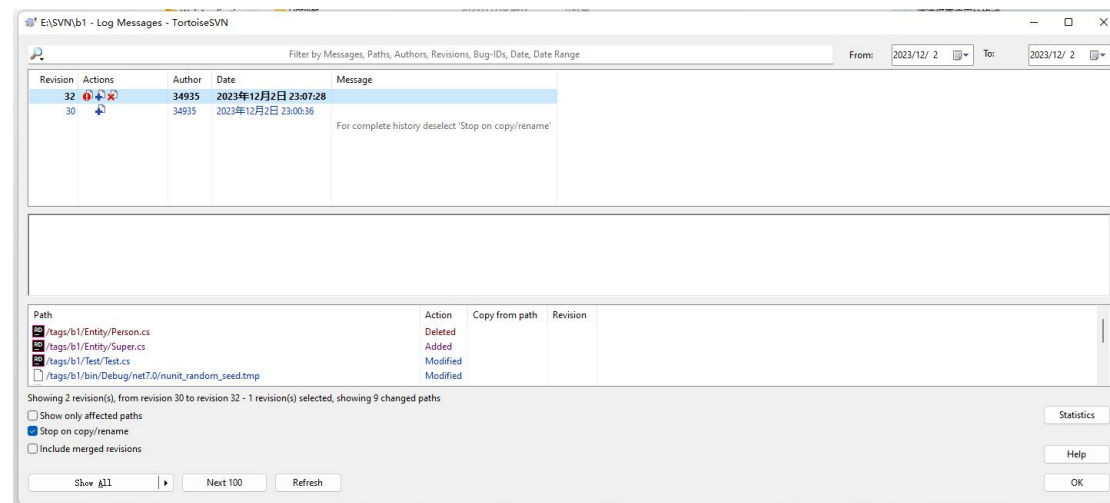 E:\SVN\b1 - Log Messages - TortoiseSVN
Filter by Messages, Paths, Authors, Revisions, Bug-IDs, Date, Date Range
From: 2023/12/ 2 To: 2023/12/ 2
Revision Actions Author Date Message
32 34935 2023年12月2日 23:07:28
30 34935 2023年12月2日 23:00:36
For complete history deselect 'Stop on copy/rename'
Path Action Copy from path Revision
/tags/b1/Entity/Person.cs Deleted
/tags/b1/Entity/Super.cs Added
/tags/b1/Test/Test.cs Modified
/tags/b1/bin/Debug/net7.0/nunit_random_seed.tmp Modified
Showing 2 revision(s), from revision 30 to revision 32 - 1 revision(s) selected, showing 9 changed paths
Show only affected paths
Statistics
Stop on copy/rename
Include merged revisions
Help
Show All Next 100 Refresh OK